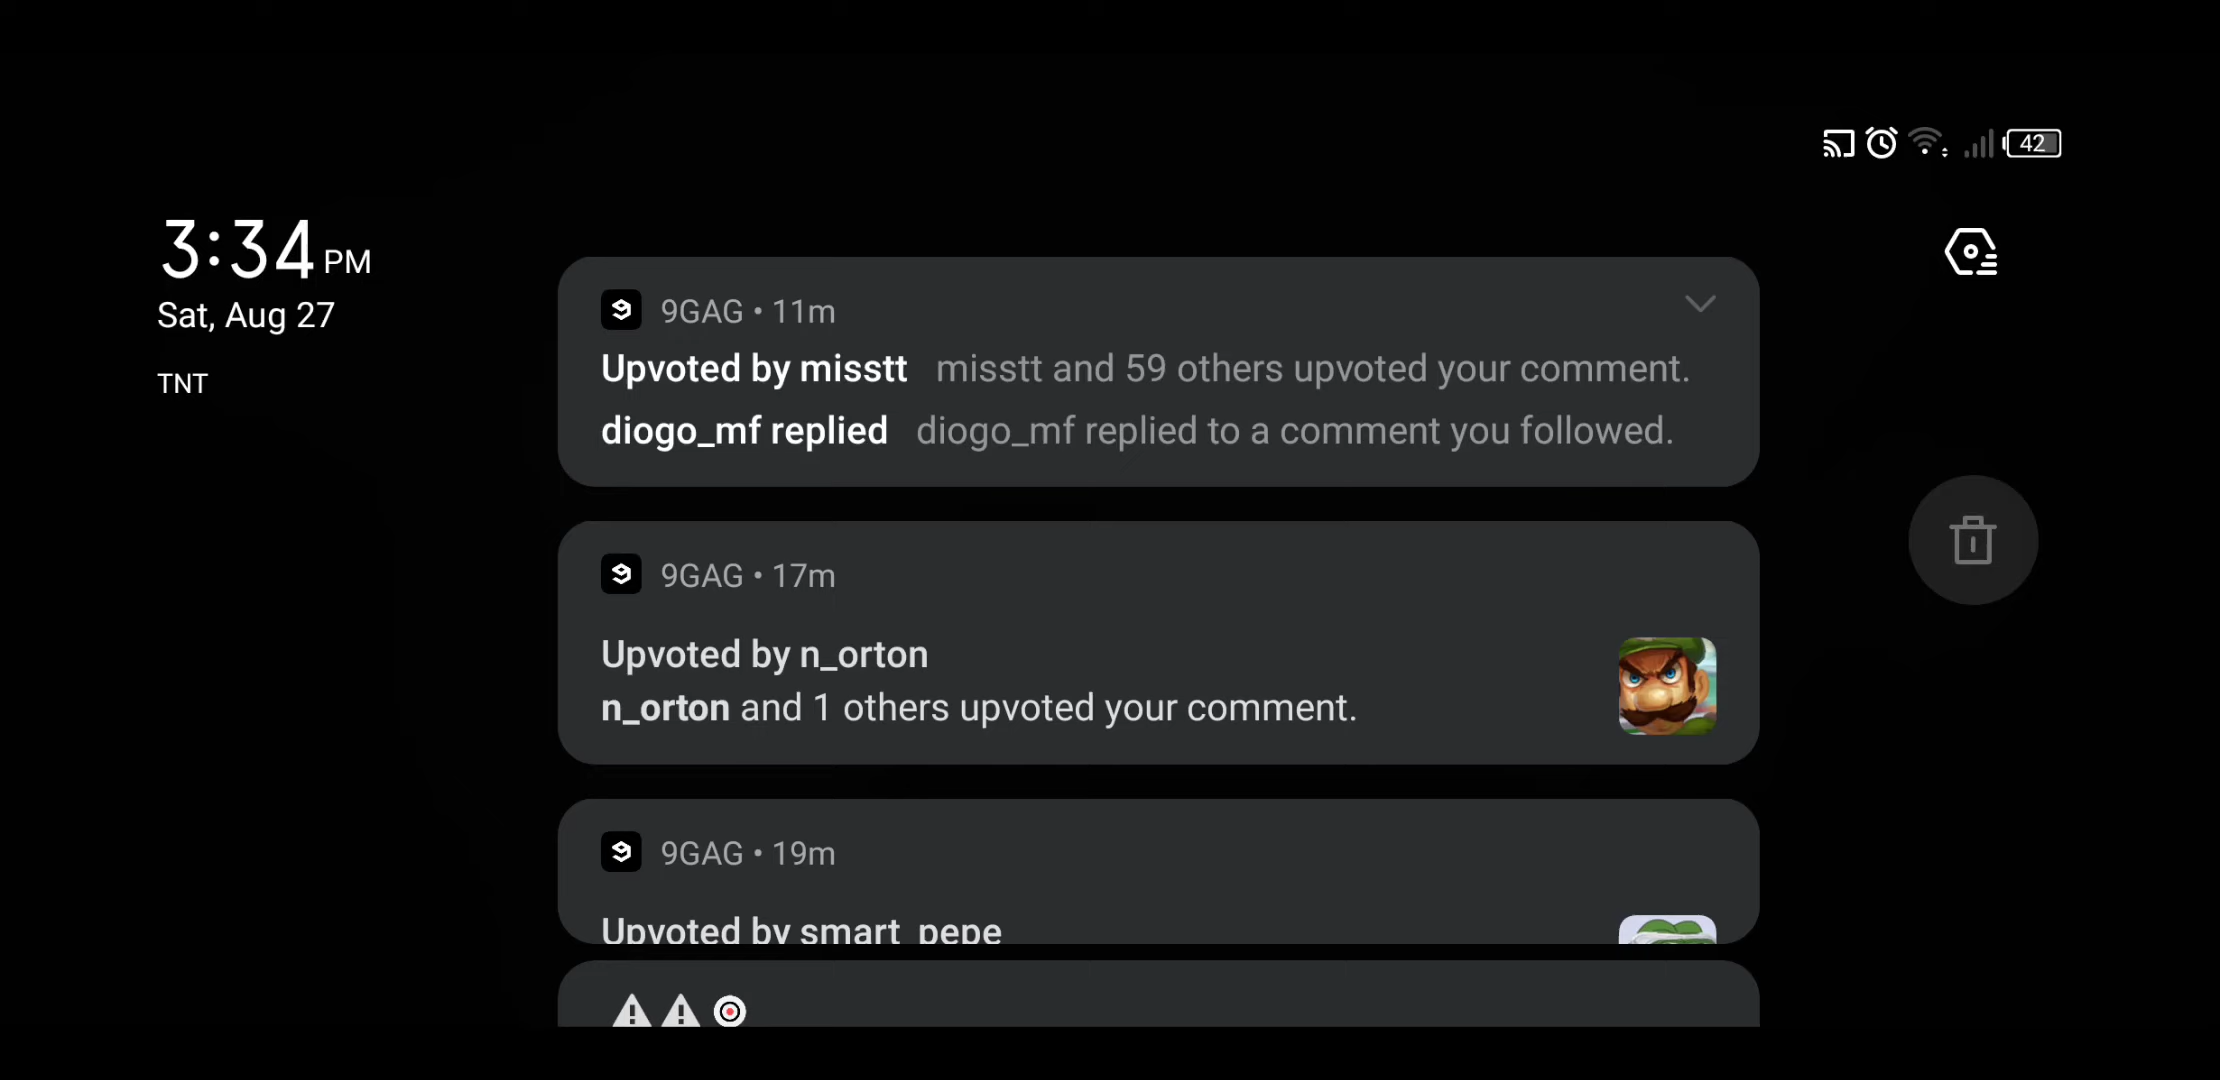 42
3:34 PM
Sat, Aug 27
TNT
9GAG • 11m
Upvoted by misstt misstt and 59 others upvoted your comment.
diogo_mf replied diogo_mf replied to a comment you followed.
9GAG • 17m
Upvoted by n_orton
n_orton and 1 others upvoted your comment.
9GAG • 19m
Upvoted by smart_pepe